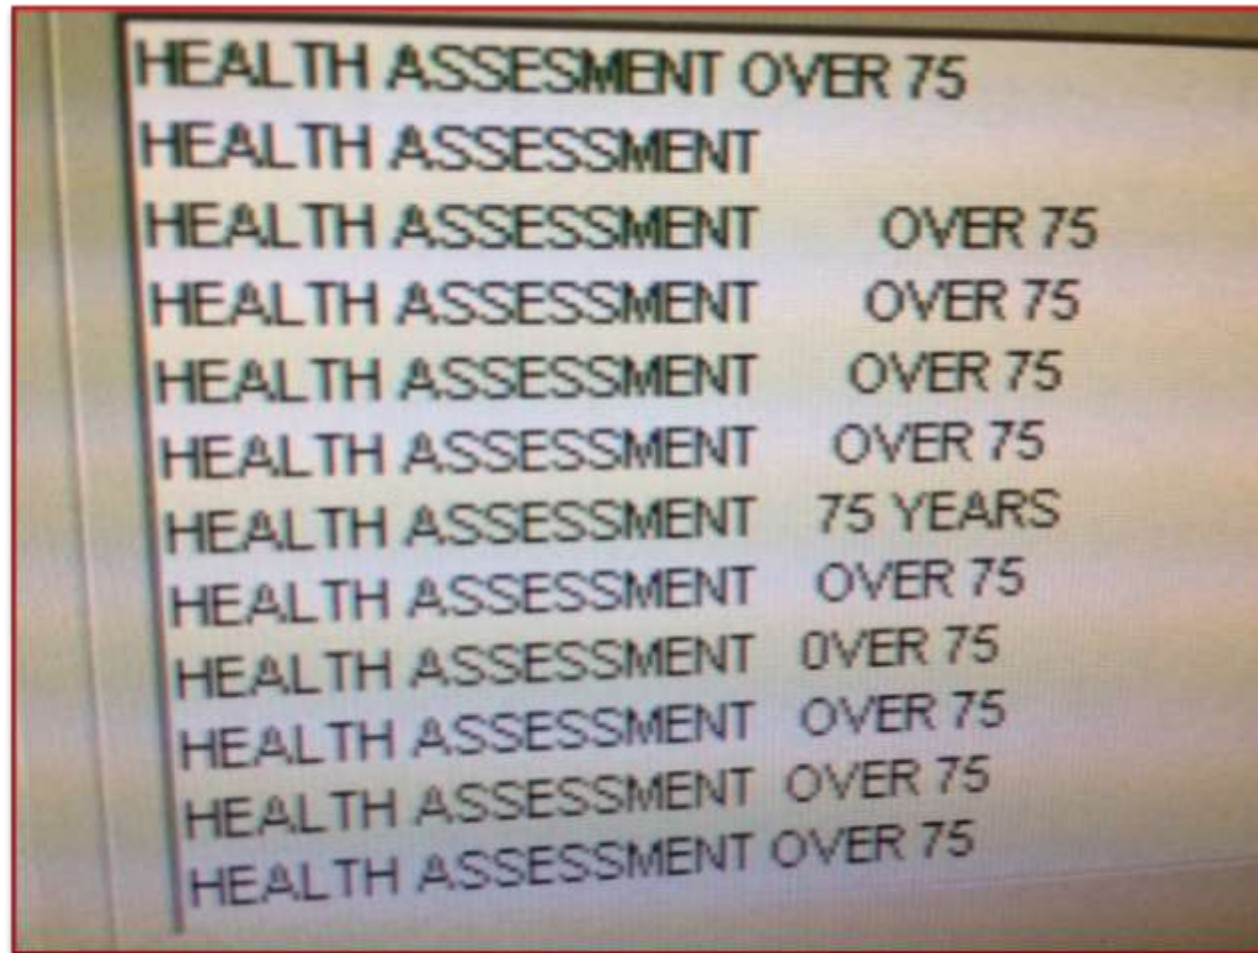 HEALTH ASSESMENT OVER 75
HEALTH ASSESSMENT
HEALTH ASSESSMENT       OVER 75
HEALTH ASSESSMENT      OVER 75
HEALTH ASSESSMENT     OVER 75
HEALTH ASSESSMENT    OVER 75
HEALTH ASSESSMENT   75 YEARS
HEALTH ASSESSMENT   OVER 75
HEALTH ASSESSMENT  0VER 75
HEALTH ASSESSMENT  OVER 75
HEALTH ASSESSMENT  OVER 75
HEALTH ASSESSMENT OVER 75